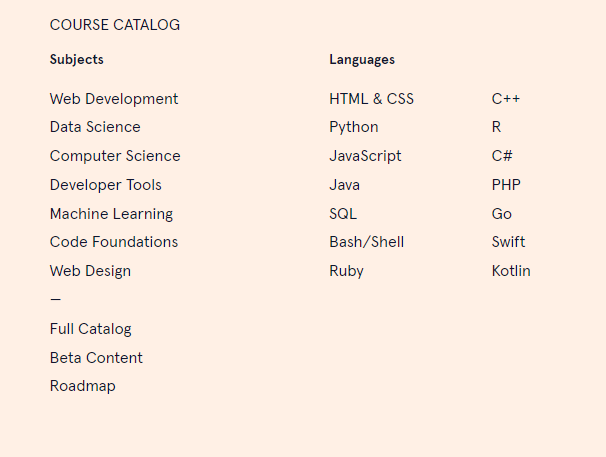 COURSE CATALOG
Subjects
Web Development
Data Science
Computer Science
Developer Tools
Machine Learning
Code Foundations
Web Design
—
Full Catalog
Beta Content
Roadmap
Languages
HTML & CSS
Python
JavaScript
Java
SQL
Bash/Shell
Ruby
C++
R
C#
PHP
Go
Swift
Kotlin